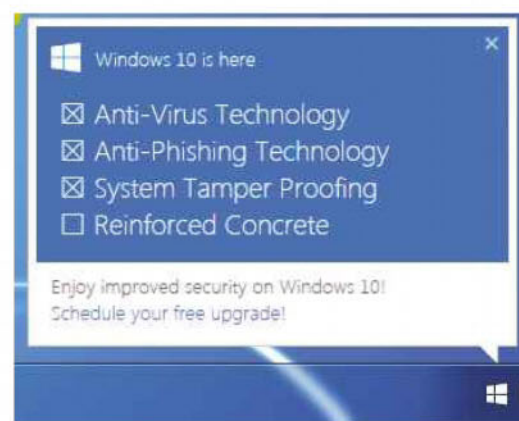 Windows 10 is here
Anti-Virus Technology
Anti-Phishing Technology
System Tamper Proofing
Reinforced Concrete
Enjoy improved security on Windows 10!
Schedule your free upgrade!